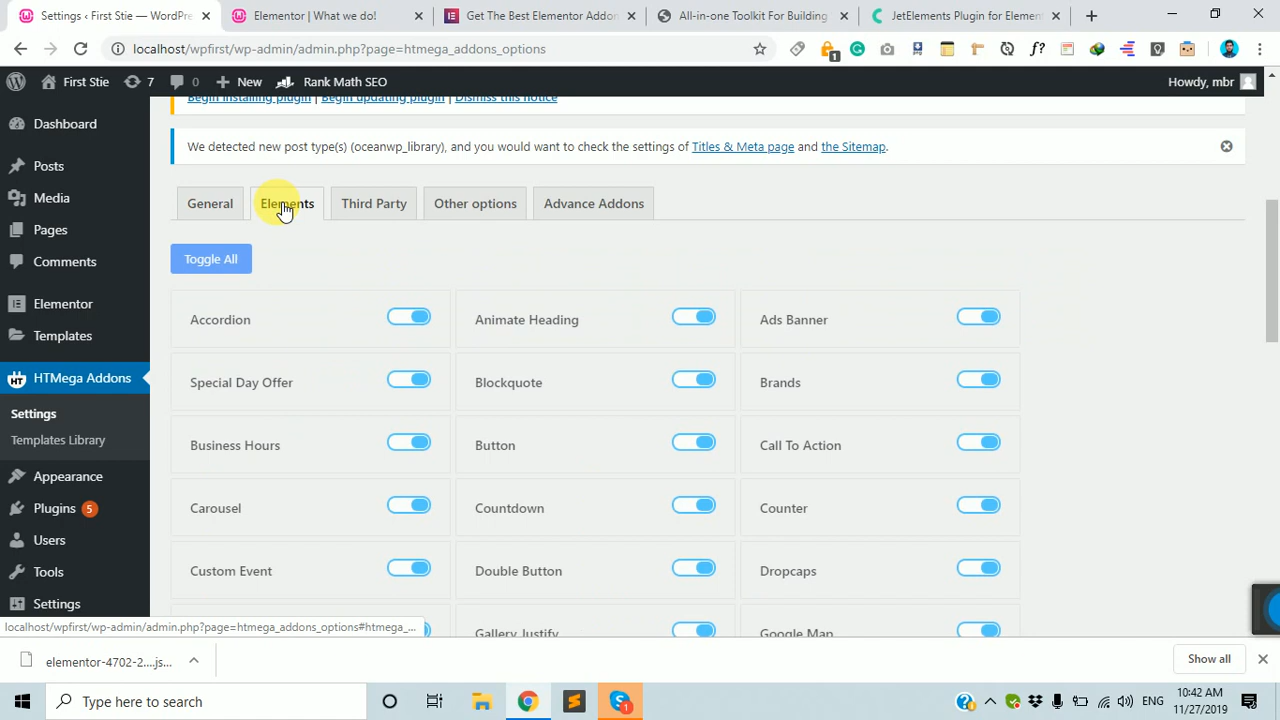 Settings ‹ First Stie — WordPre
Elementor | What we do!
Get The Best Elementor Addon
All-in-one Toolkit For Building
JetElements Plugin for Element
localhost/wpfirst/wp-admin/admin.php?page=htmega_addons_options
1
First Stie
7
0
New
Rank Math SEO
Howdy, mbr
Begin installing plugin | Begin updating plugin | Dismiss this notice
We detected new post type(s) (oceanwp_library), and you would want to check the settings of Titles & Meta page and the Sitemap.
Dashboard
Posts
Media
Pages
Comments
Elementor
Templates
HTMega Addons
Settings
Templates Library
Appearance
Plugins 5
Users
Tools
Settings
General
Elements
Third Party
Other options
Advance Addons
Toggle All
Accordion
Animate Heading
Ads Banner
Special Day Offer
Blockquote
Brands
Business Hours
Button
Call To Action
Carousel
Countdown
Counter
Custom Event
Double Button
Dropcaps
Gallery Justify
Google Map
localhost/wpfirst/wp-admin/admin.php?page=htmega_addons_options#htmega_...
elementor-4702-2....js...
Show all
Type here to search
1
ENG
10:42 AM
11/27/2019